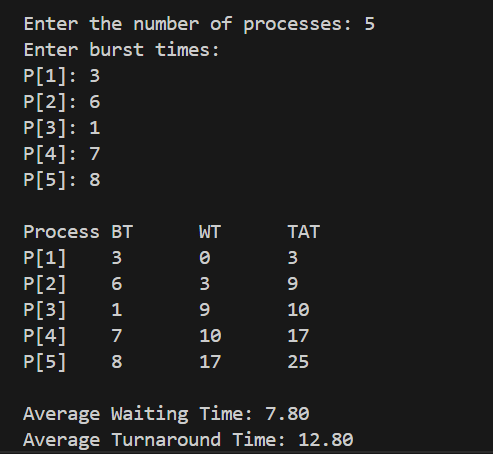 Enter the number of processes: 5
Enter burst times:
P[1]: 3
P[2]: 6
P[3]: 1
P[4]: 7
P[5]: 8

Process BT      WT      TAT
P[1]    3       0       3
P[2]    6       3       9
P[3]    1       9       10
P[4]    7       10      17
P[5]    8       17      25

Average Waiting Time: 7.80
Average Turnaround Time: 12.80